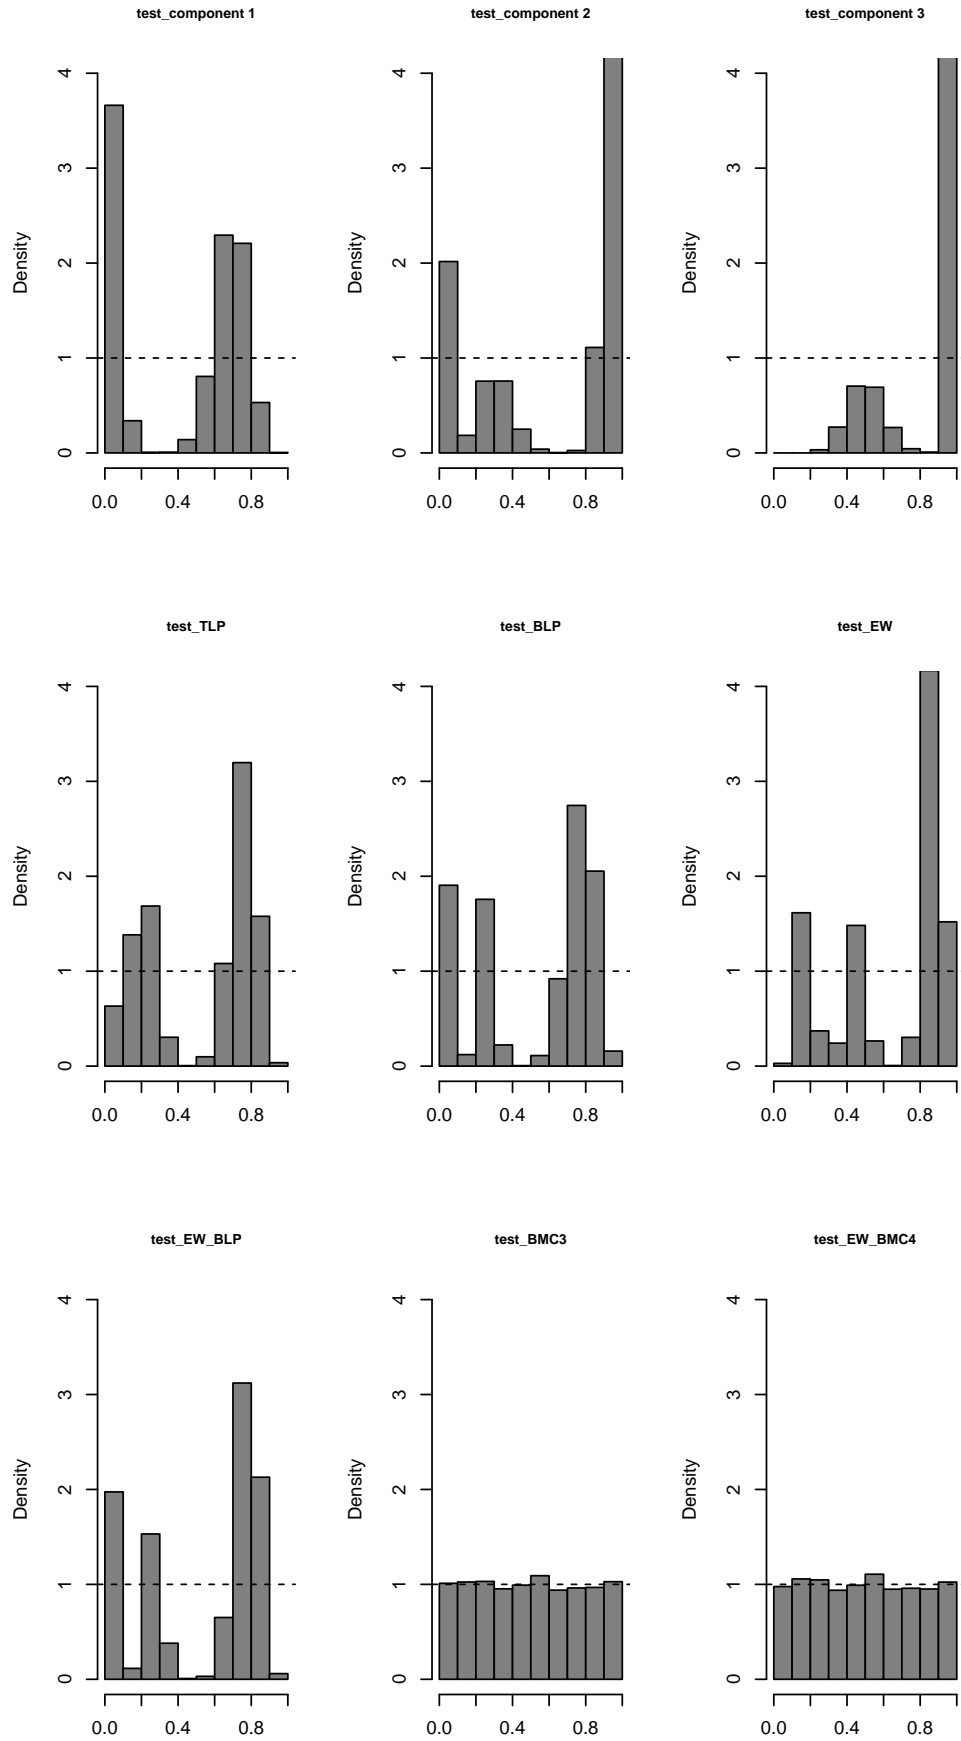 test_component 1
test_component 2
test_component 3
Density
0 1 2 3 4
0.0 0.4 0.8
Density
0 1 2 3 4
0.0 0.4 0.8
Density
0 1 2 3 4
0.0 0.4 0.8
test_TLP
test_BLP
test_EW
Density
0 1 2 3 4
0.0 0.4 0.8
Density
0 1 2 3 4
0.0 0.4 0.8
Density
0 1 2 3 4
0.0 0.4 0.8
test_EW_BLP
test_BMC3
test_EW_BMC4
Density
0 1 2 3 4
0.0 0.4 0.8
Density
0 1 2 3 4
0.0 0.4 0.8
Density
0 1 2 3 4
0.0 0.4 0.8